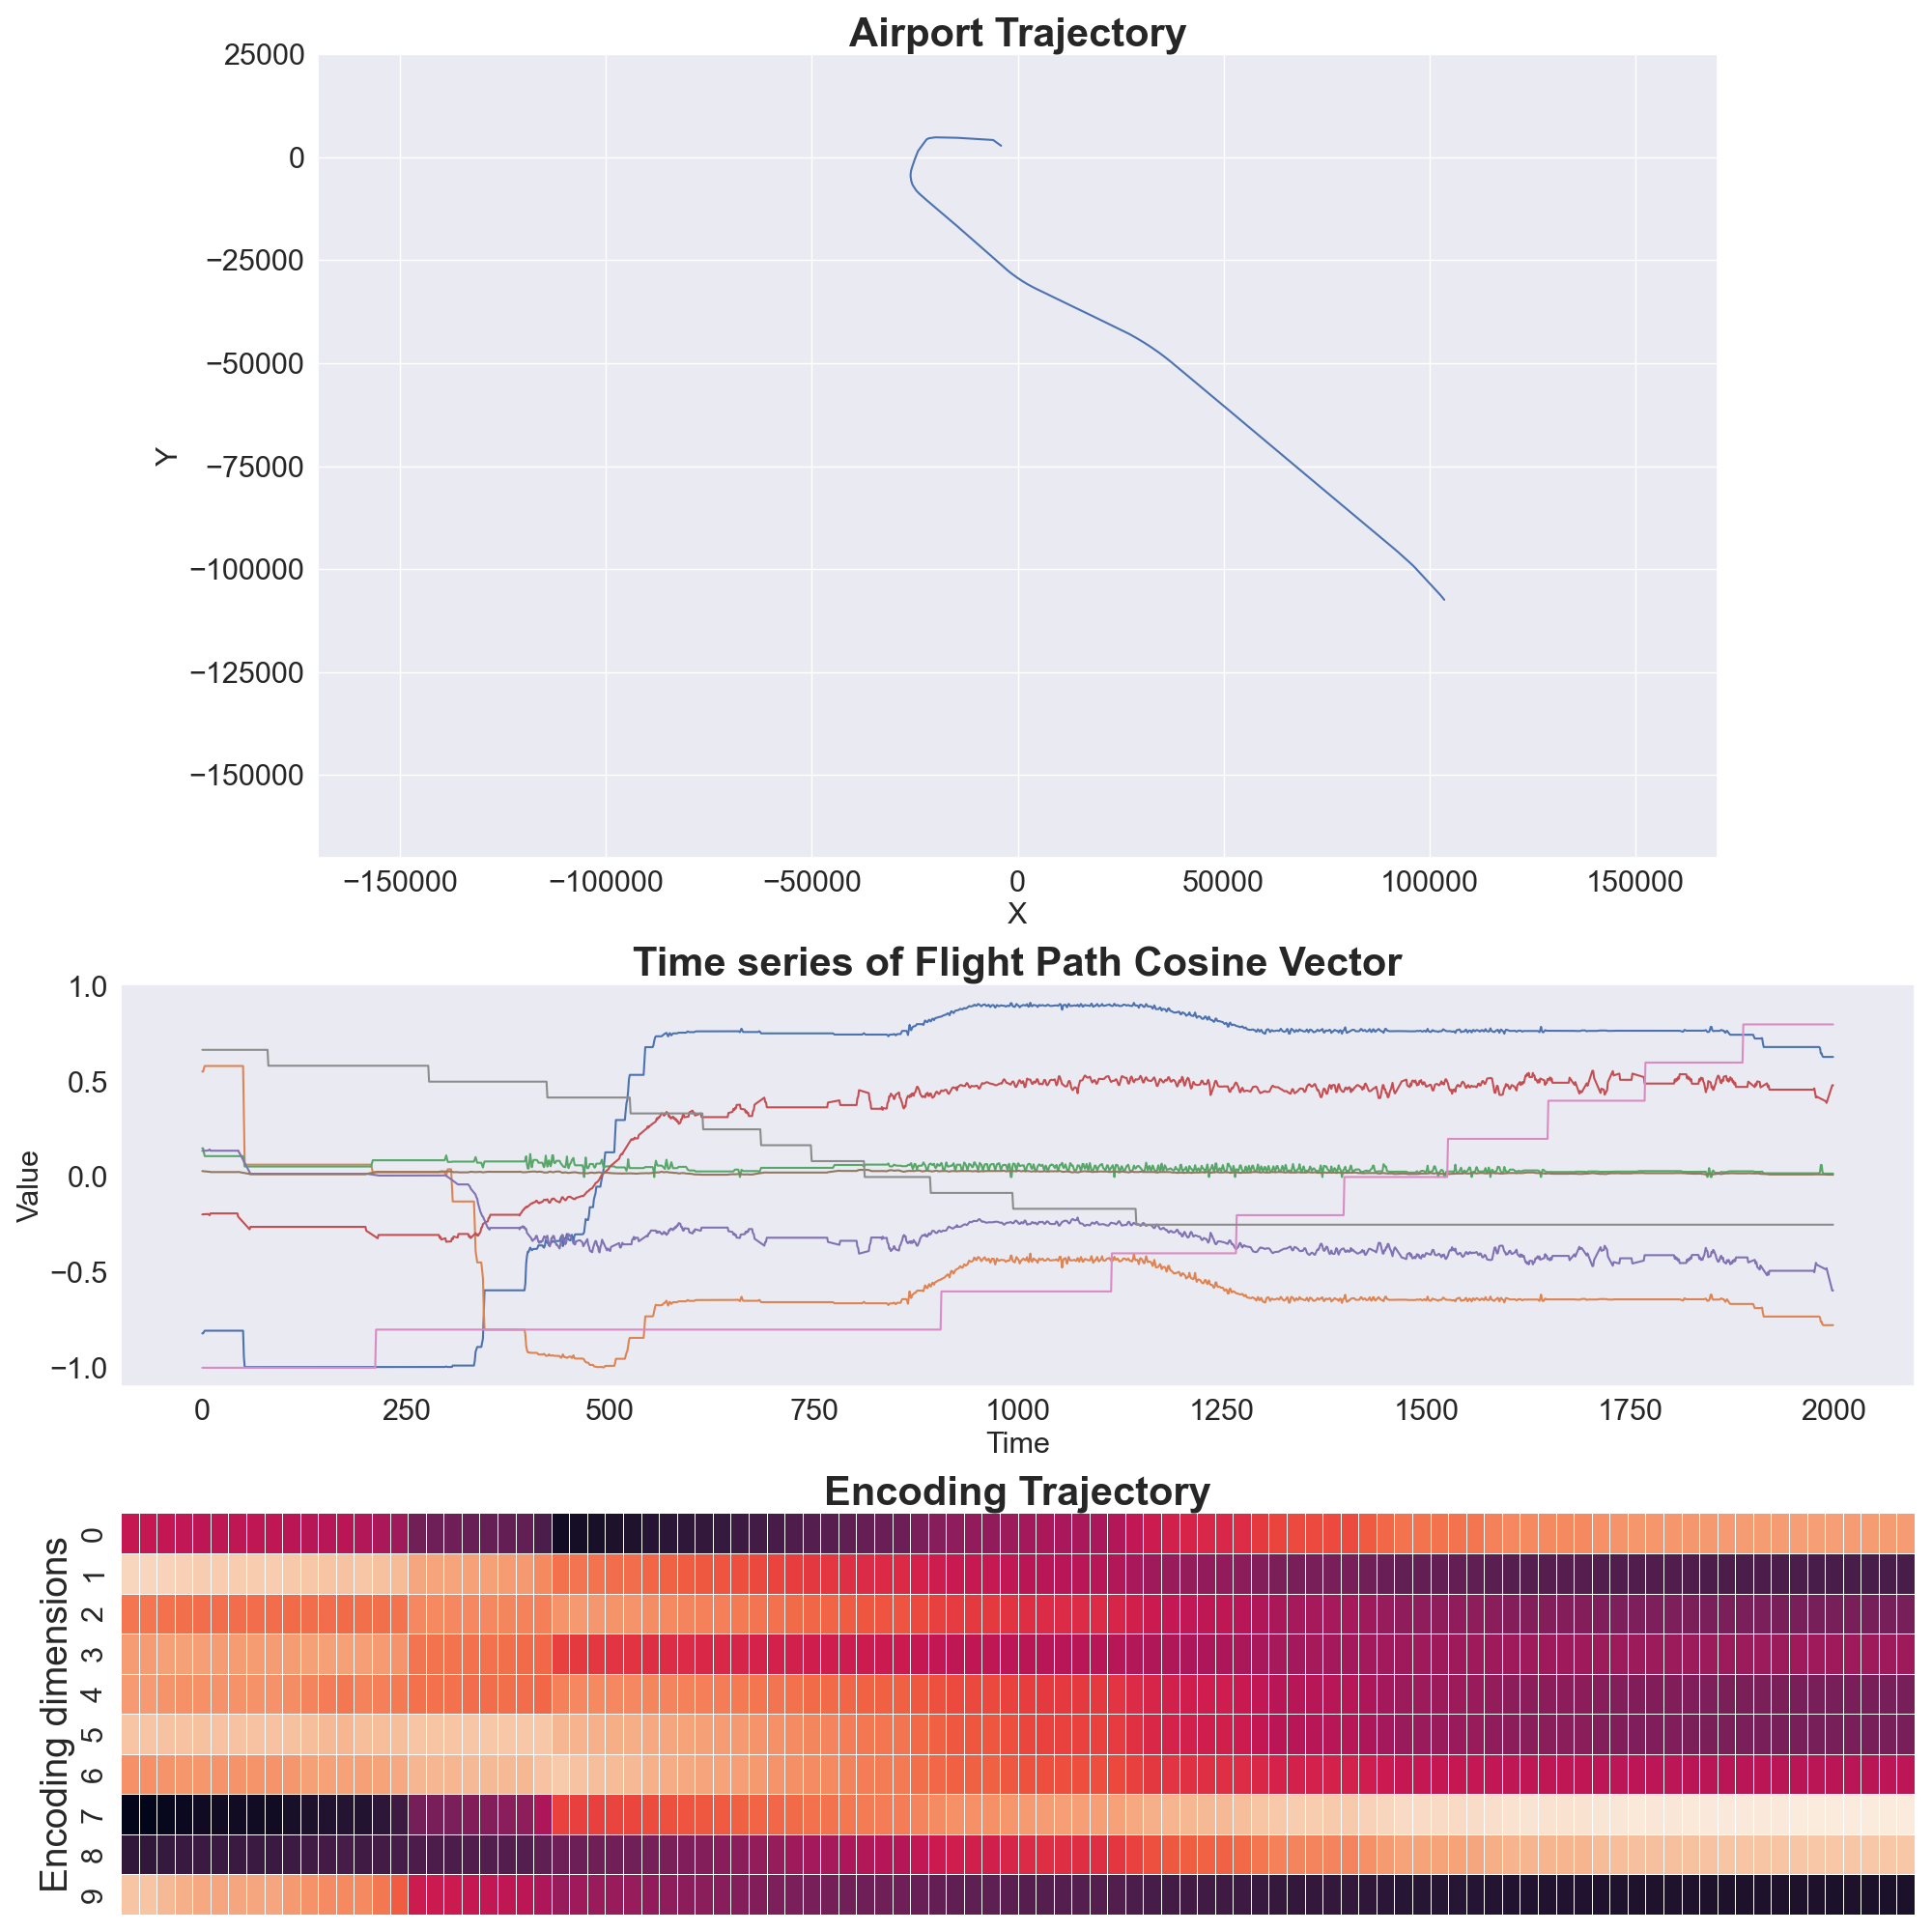 Airport Trajectory
25000
0
−25000
−50000
−75000
−100000
−125000
−150000
Y
−150000 −100000 −50000 0 50000 100000 150000
X
Time series of Flight Path Cosine Vector
1.0
0.5
0.0
−0.5
−1.0
Value
0 250 500 750 1000 1250 1500 1750 2000
Time
Encoding Trajectory
Encoding dimensions
0
1
2
3
4
5
6
7
8
9